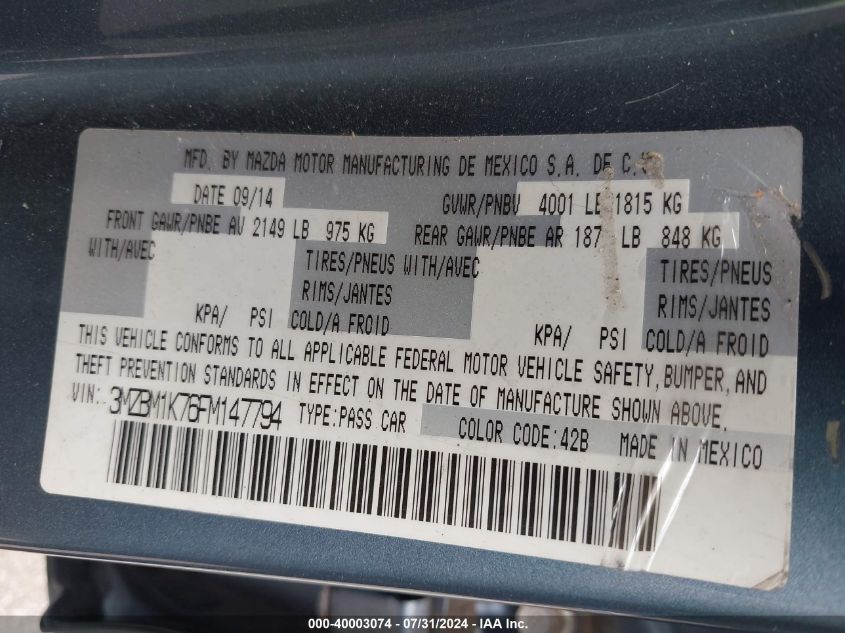 MFD. BY MAZDA MOTOR MANUFACTURING DE MEXICO S.A. DE C.V
DATE 09/14 GVWR/PNBV 4001 LB 1815 KG
FRONT GAWR/PNBE AV 2149 LB 975 KG REAR GAWR/PNBE AR 187 LB 848 KG
WITH/AVEC TIRES/PNEUS WITH/AVEC TIRES/PNEUS
RIMS/JANTES RIMS/JANTES
KPA/ PSI COLD/A FROID KPA/ PSI COLD/A FROID
THIS VEHICLE CONFORMS TO ALL APPLICABLE FEDERAL MOTOR VEHICLE SAFETY, BUMPER, AND
THEFT PREVENTION STANDARDS IN EFFECT ON THE DATE OF MANUFACTURE SHOWN ABOVE.
VIN: 3MZBM1K76FM147794 TYPE:PASS CAR COLOR CODE:42B MADE IN MEXICO
000-40003074 / 07/31/2024 - IAA Inc.